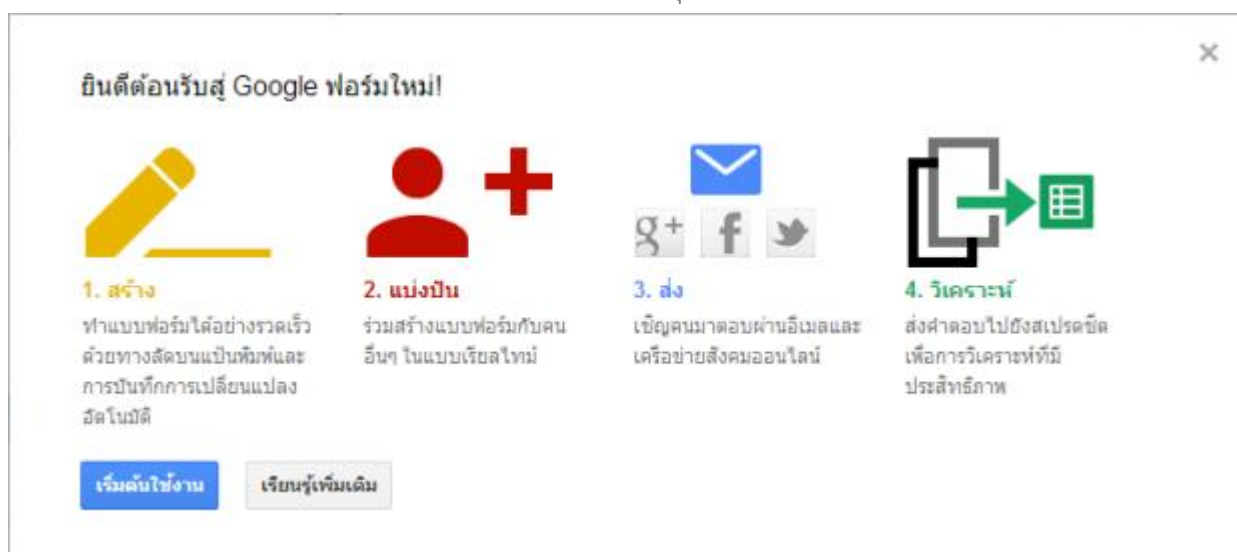 ยินดีต้อนรับสู่ Google ฟอร์มใหม่!
1. สร้าง
ทำแบบฟอร์มได้อย่างรวดเร็ว
ด้วยทางลัดบนแป้นพิมพ์และ
การบันทึกการเปลี่ยนแปลง
อัตโนมัติ
2. แบ่งปัน
ร่วมสร้างแบบฟอร์มกับคน
อื่นๆ ในแบบเรียลไทม์
g+ f
3. ส่ง
เชิญคนมาตอบผ่านอีเมลและ
เครือข่ายสังคมออนไลน์
4. วิเคราะห์
ส่งคำตอบไปยังสเปรดชีต
เพื่อการวิเคราะห์ที่มี
ประสิทธิภาพ
เริ่มต้นใช้งาน
เรียนรู้เพิ่มเติม